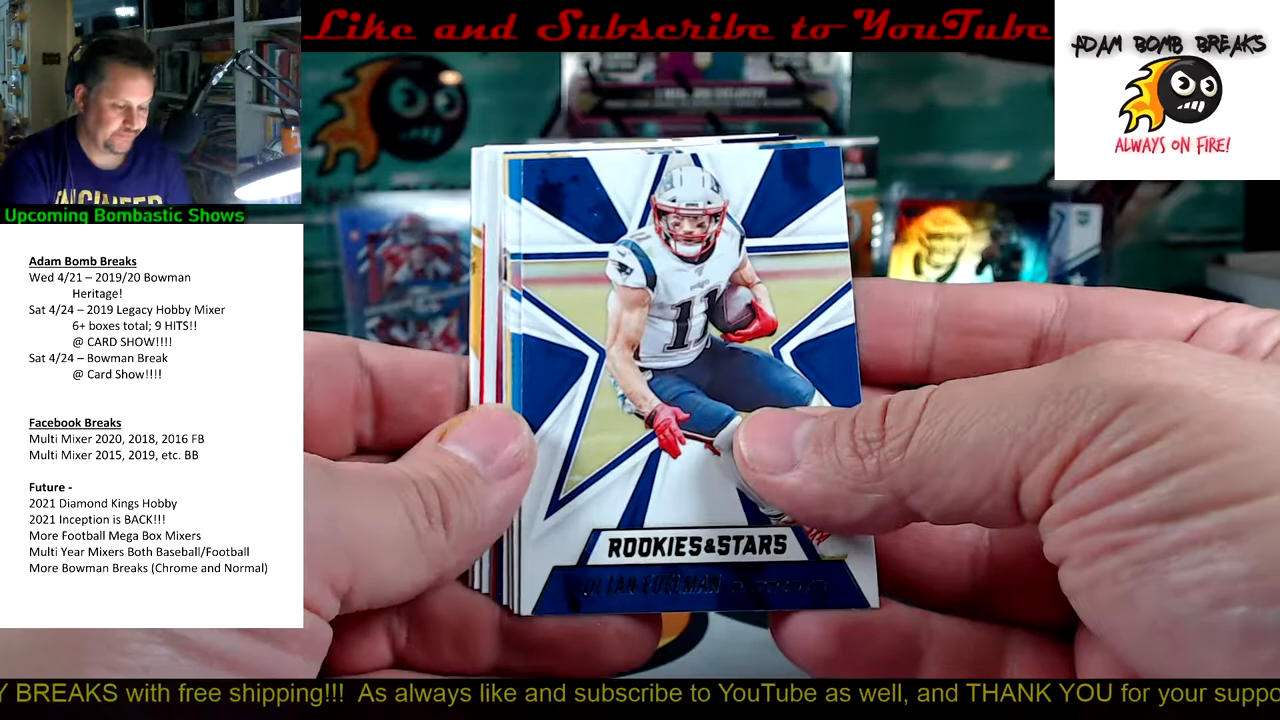 Like and Subscribe to YouTube
ADAM BOMB BREAKS
ALWAYS ON FIRE!
Upcoming Bombastic Shows
Adam Bomb Breaks
Wed 4/21 – 2019/20 Bowman
Heritage!
Sat 4/24 – 2019 Legacy Hobby Mixer
6+ boxes total; 9 HITS!!
@ CARD SHOW!!!!
Sat 4/24 – Bowman Break
@ Card Show!!!!
Facebook Breaks
Multi Mixer 2020, 2018, 2016 FB
Multi Mixer 2015, 2019, etc. BB
Future -
2021 Diamond Kings Hobby
2021 Inception is BACK!!!
More Football Mega Box Mixers
Multi Year Mixers Both Baseball/Football
More Bowman Breaks (Chrome and Normal)
11
ROOKIES&STARS
JULIAN EDELMAN
Y BREAKS with free shipping!!! As always like and subscribe to YouTube as well, and THANK YOU for your suppo